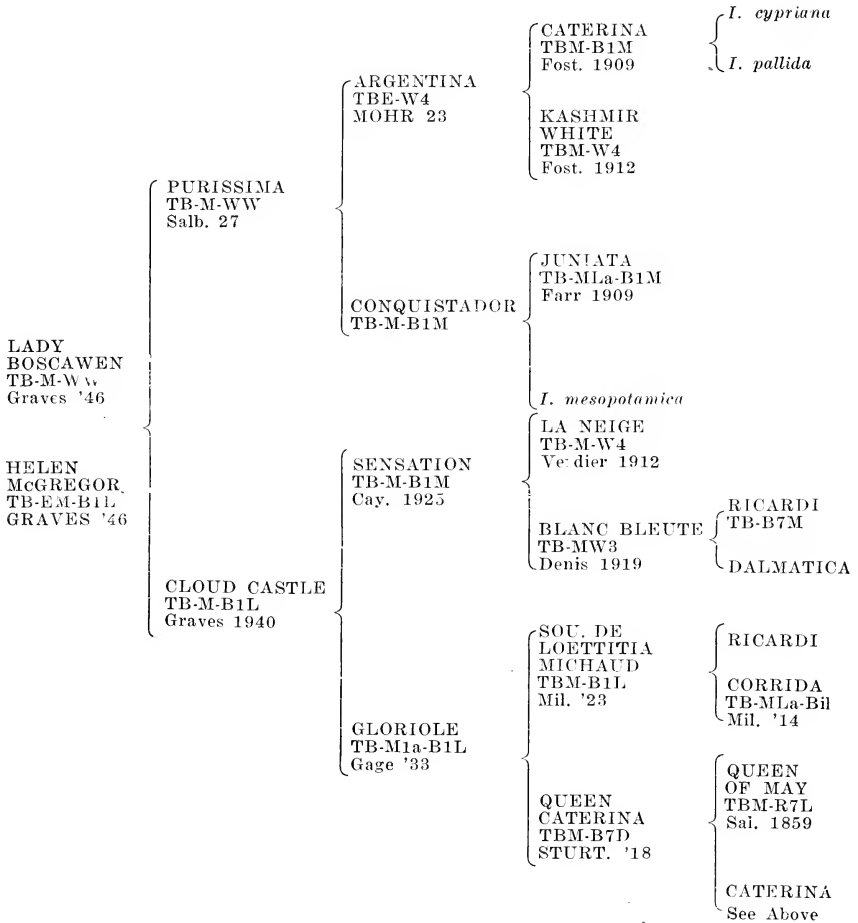 LADY
BOSCAWEN
TB-M-WW
Graves '46
HELEN
McGREGOR.
TB-EM-B1L
GRAVES '46
PURISSIMA
TB-M-WW
Salb. 27
CLOUD CASTLE
TB-M-B1L
Graves 1940
ARGENTINA
TBE-W4
MOHR 23
CONQUISTADOR
TB-M-B1M
SENSATION
TB-M-B1M
Cay. 1925
GLORIOLE
TB-M1a-B1L
Gage '33
CATERINA
TBM-B1M
Fost. 1909
KASHMIR
WHITE
TBM-W4
Fost. 1912
JUNIATA
TB-MLa-B1M
Farr 1909
I. mesopotamica
LA NEIGE
TB-M-W4
Verdier 1912
BLANC BLEUTE
TB-MW3
Denis 1919
SOU. DE
LOETTITIA
MICHAUD
TBM-B1L
Mil. '23
QUEEN
CATERINA
TBM-B7D
STURT. '18
I. cypriana
I. pallida
RICARDI
TB-B7M
DALMATICA
RICARDI
CORRIDA
TB-MLa-Bil
Mil. '14
QUEEN
OF MAY
TBM-R7L
Sal. 1859
CATERINA
See Above